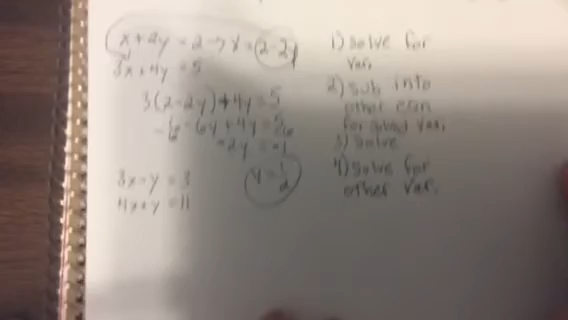 x + 2y = 2 → x = 2-2y
3x + 4y = 5
3(2-2y) + 4y = 5
-6 -6y + 4y = 5 -6
-2y = -1
y = 1/2
3x - y = 3
4x + y = 11
1) solve for
var.
2) sub into
other eqn
for solved var.
3) solve
4) solve for
other var.